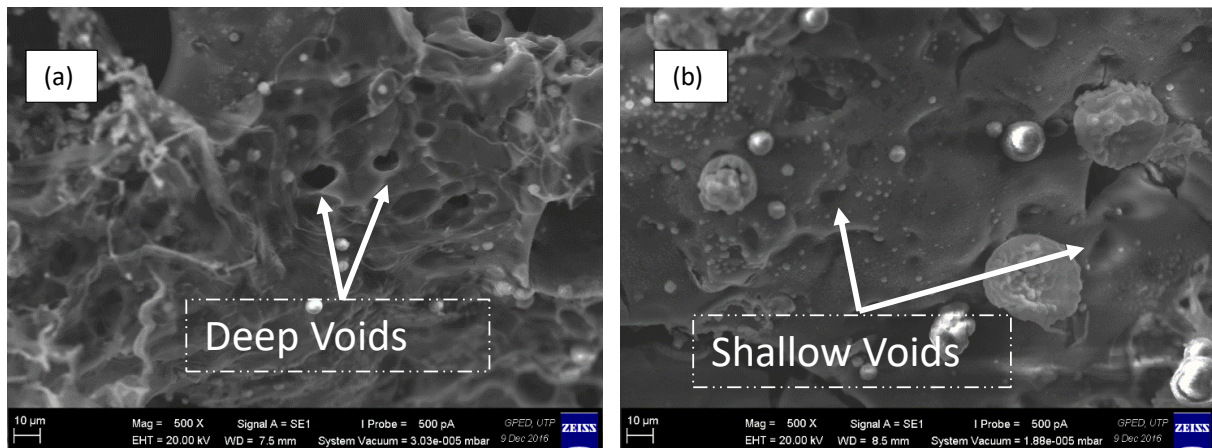 (a)
Deep Voids
10 µm
Mag = 500 X Signal A = SE1 I Probe = 500 pA GPED, UTP
EHT = 20.00 kV WD = 7.5 mm System Vacuum = 3.03e-005 mbar 9 Dec 2016
ZEISS
(b)
Shallow Voids
10 µm
Mag = 500 X Signal A = SE1 I Probe = 500 pA GPED, UTP
EHT = 20.00 kV WD = 8.5 mm System Vacuum = 1.88e-005 mbar 9 Dec 2016
ZEISS